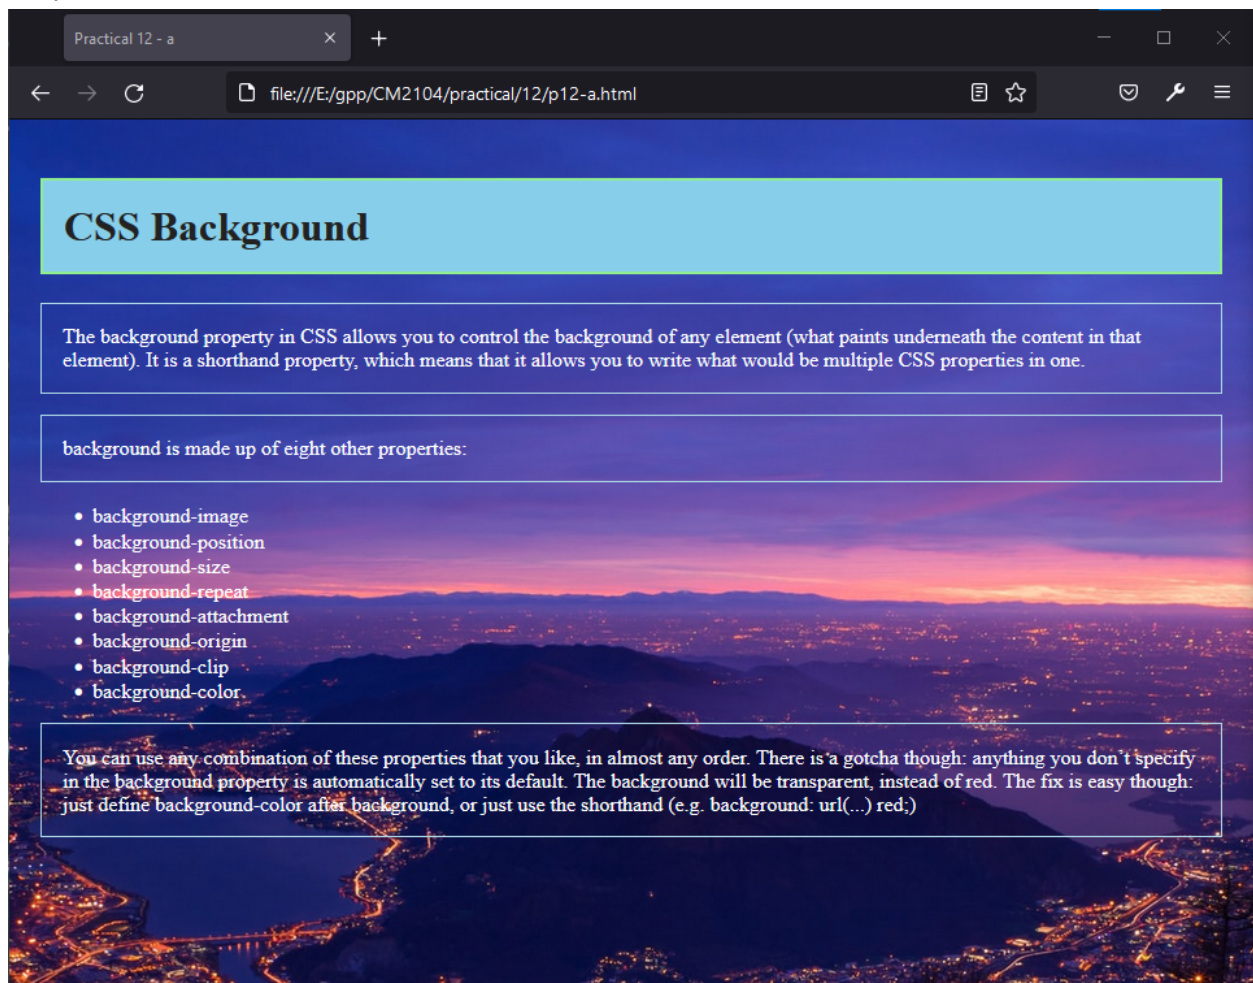 Practical 12 - a
file:///E:/gpp/CM2104/practical/12/p12-a.html
CSS Background
The background property in CSS allows you to control the background of any element (what paints underneath the content in that
element). It is a shorthand property, which means that it allows you to write what would be multiple CSS properties in one.
background is made up of eight other properties:
• background-image
• background-position
• background-size
• background-repeat
• background-attachment
• background-origin
• background-clip
• background-color
You can use any combination of these properties that you like, in almost any order. There is a gotcha though: anything you don’t specify
in the background property is automatically set to its default. The background will be transparent, instead of red. The fix is easy though:
just define background-color after background, or just use the shorthand (e.g. background: url(...) red;)